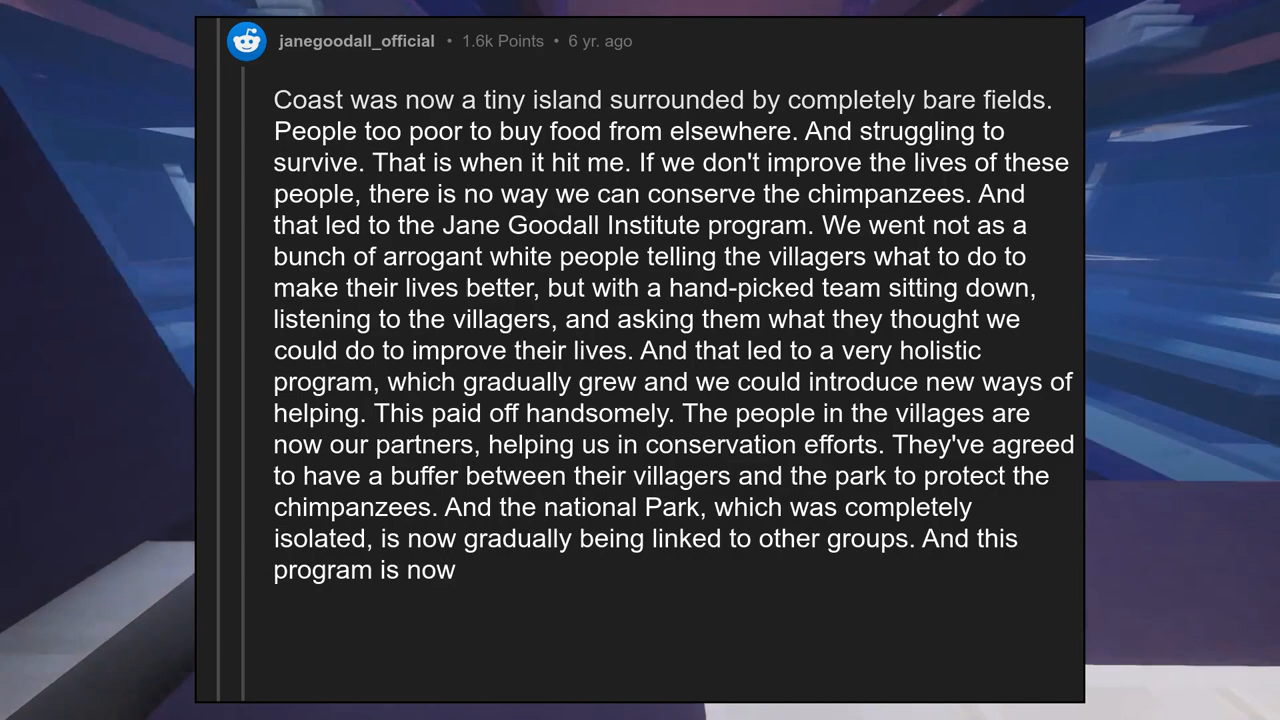 janegoodall_official • 1.6k Points • 6 yr. ago
Coast was now a tiny island surrounded by completely bare fields.
People too poor to buy food from elsewhere. And struggling to
survive. That is when it hit me. If we don't improve the lives of these
people, there is no way we can conserve the chimpanzees. And
that led to the Jane Goodall Institute program. We went not as a
bunch of arrogant white people telling the villagers what to do to
make their lives better, but with a hand-picked team sitting down,
listening to the villagers, and asking them what they thought we
could do to improve their lives. And that led to a very holistic
program, which gradually grew and we could introduce new ways of
helping. This paid off handsomely. The people in the villages are
now our partners, helping us in conservation efforts. They've agreed
to have a buffer between their villagers and the park to protect the
chimpanzees. And the national Park, which was completely
isolated, is now gradually being linked to other groups. And this
program is now